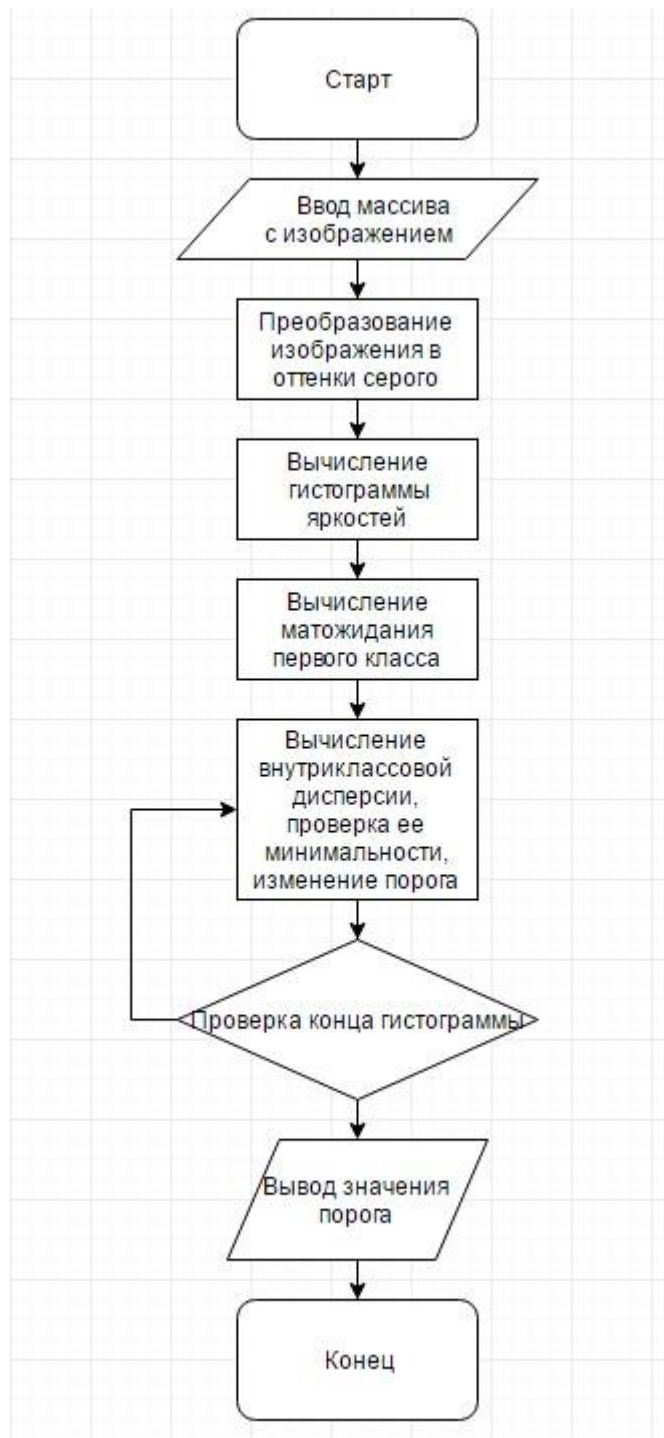 Старт
Ввод массива
с изображением
Преобразование
изображения в
оттенки серого
Вычисление
гистограммы
яркостей
Вычисление
матожидания
первого класса
Вычисление
внутриклассовой
дисперсии,
проверка ее
минимальности,
изменение порога
Проверка конца гистограммы
Вывод значения
порога
Конец